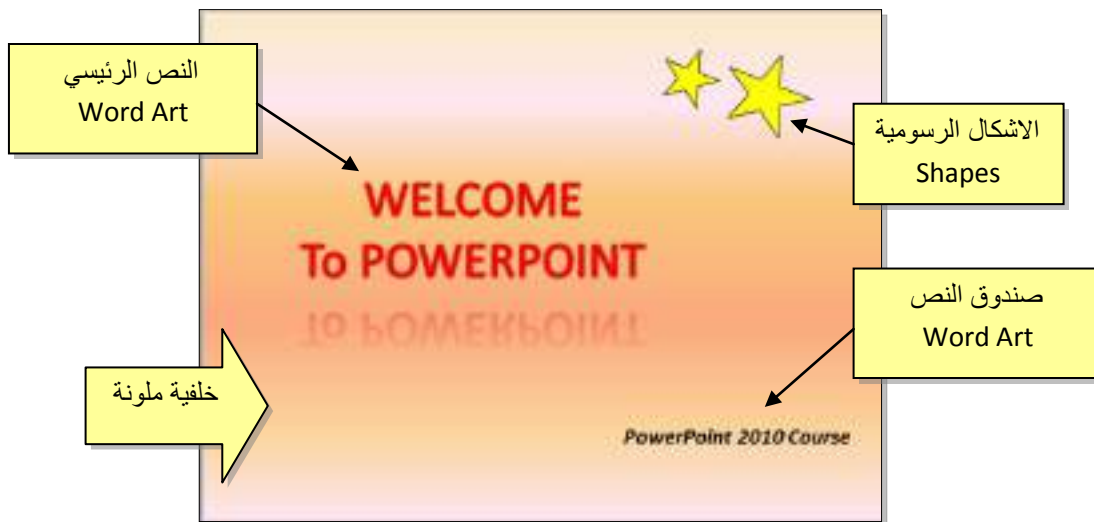 النص الرئيسي
Word Art
الاشكال الرسومية
Shapes
WELCOME
To POWERPOINT
صندوق النص
Word Art
خلفية ملونة
PowerPoint 2010 Course